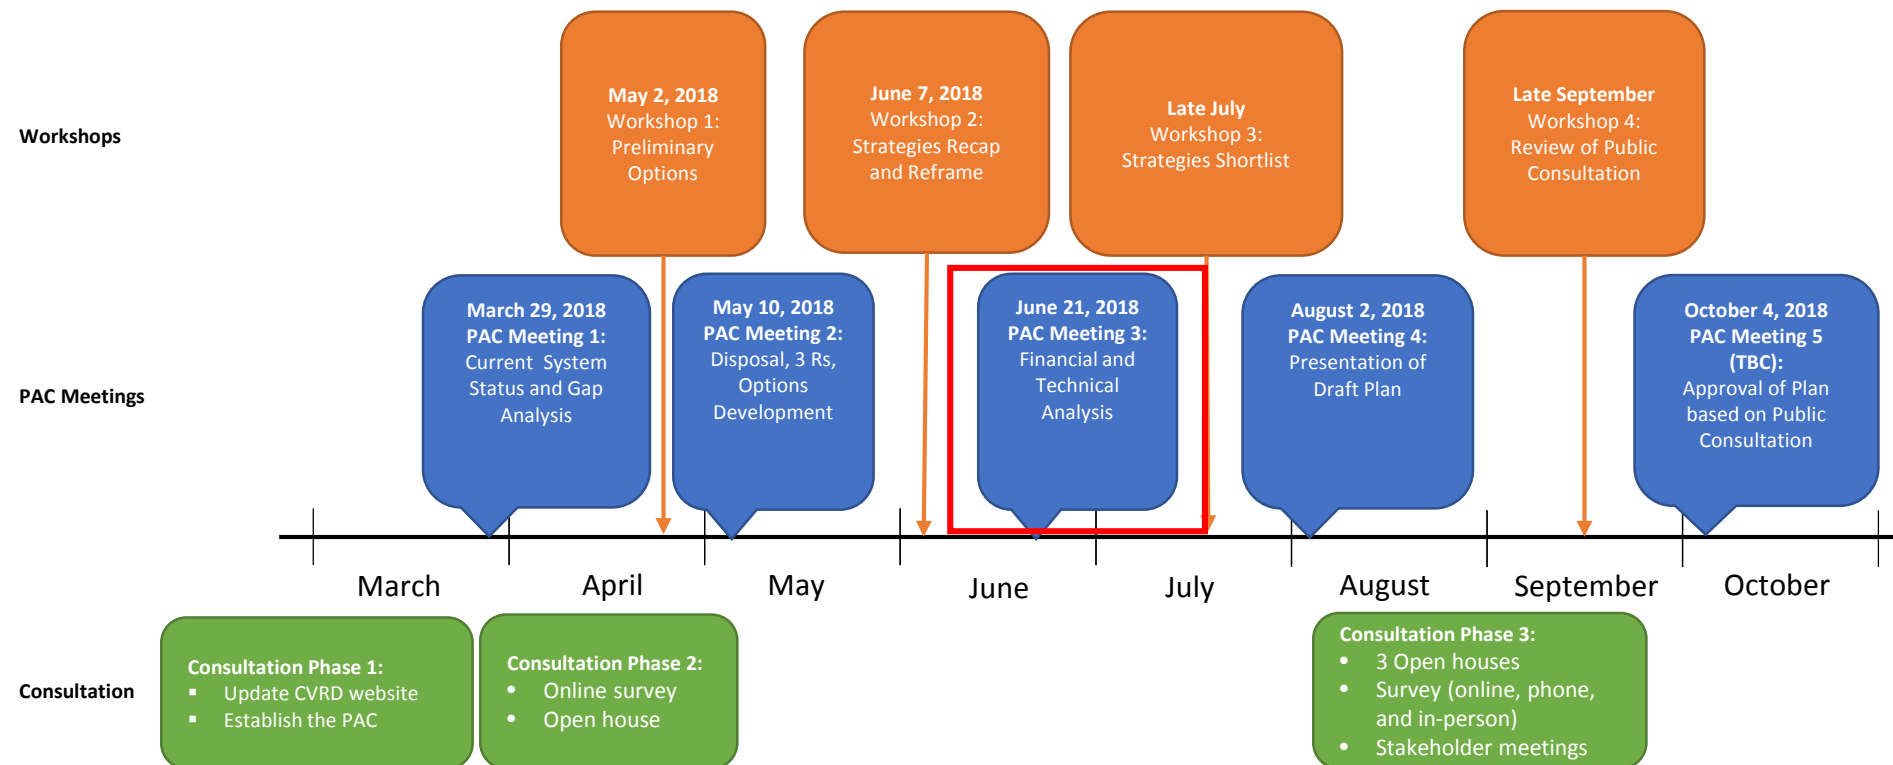 Workshops
May 2, 2018
Workshop 1:
Preliminary
Options
June 7, 2018
Workshop 2:
Strategies Recap
and Reframe
Late July
Workshop 3:
Strategies Shortlist
Late September
Workshop 4:
Review of Public
Consultation
PAC Meetings
March 29, 2018
PAC Meeting 1:
Current System
Status and Gap
Analysis
May 10, 2018
PAC Meeting 2:
Disposal, 3 Rs,
Options
Development
June 21, 2018
PAC Meeting 3:
Financial and
Technical
Analysis
August 2, 2018
PAC Meeting 4:
Presentation of
Draft Plan
October 4, 2018
PAC Meeting 5
(TBC):
Approval of Plan
based on Public
Consultation
March April May June July August September October
Consultation
Consultation Phase 1:
▪ Update CVRD website
▪ Establish the PAC
Consultation Phase 2:
• Online survey
• Open house
Consultation Phase 3:
• 3 Open houses
• Survey (online, phone,
and in-person)
• Stakeholder meetings